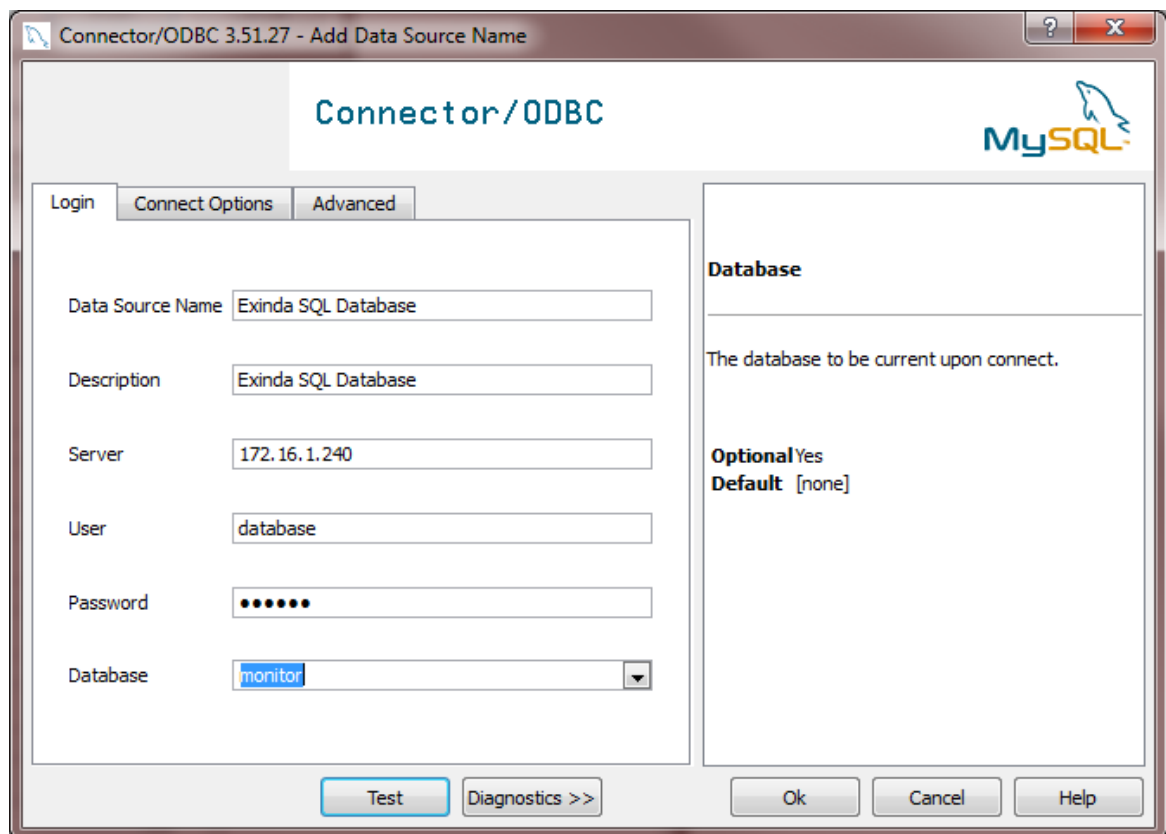 Connector/ODBC 3.51.27 - Add Data Source Name
? X
Connector/ODBC
MySQL
Login Connect Options Advanced
Data Source Name Exinda SQL Database
Description Exinda SQL Database
Server 172.16.1.240
User database
Password ••••••
Database monitor
Database
The database to be current upon connect.
Optional Yes
Default [none]
Test Diagnostics >> Ok Cancel Help